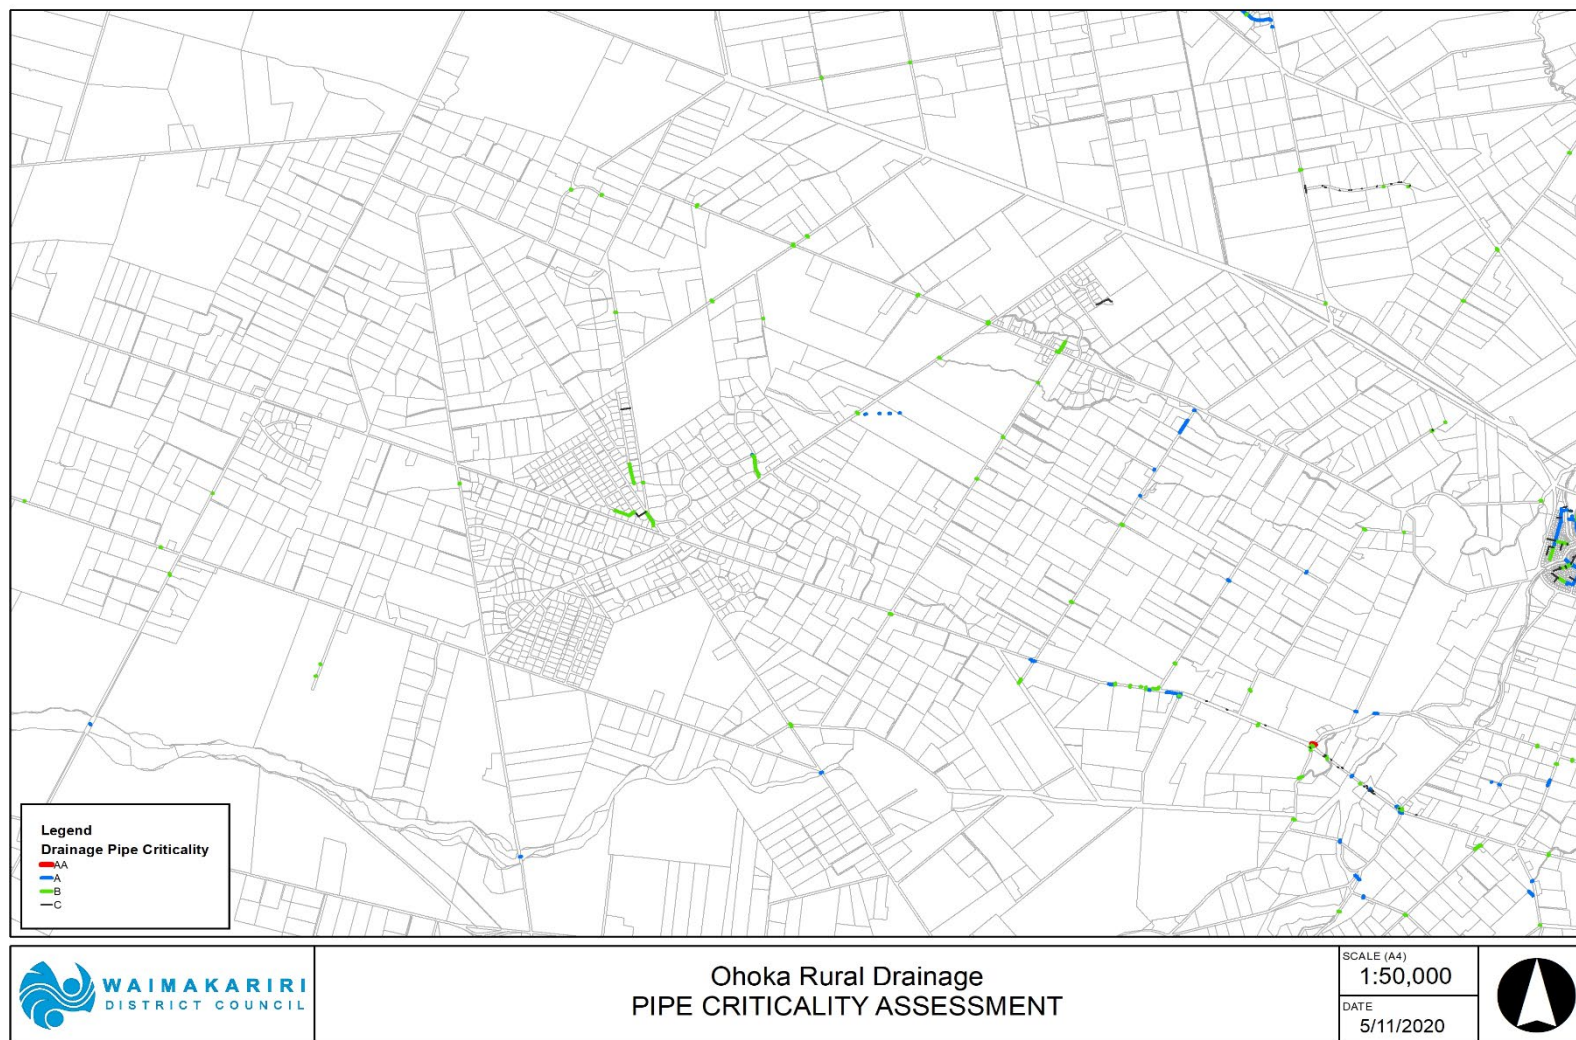 Legend
Drainage Pipe Criticality
AA
A
B
C
WAIMAKARIRI
DISTRICT COUNCIL
Ohoka Rural Drainage
PIPE CRITICALITY ASSESSMENT
SCALE (A4)
1:50,000
DATE
5/11/2020